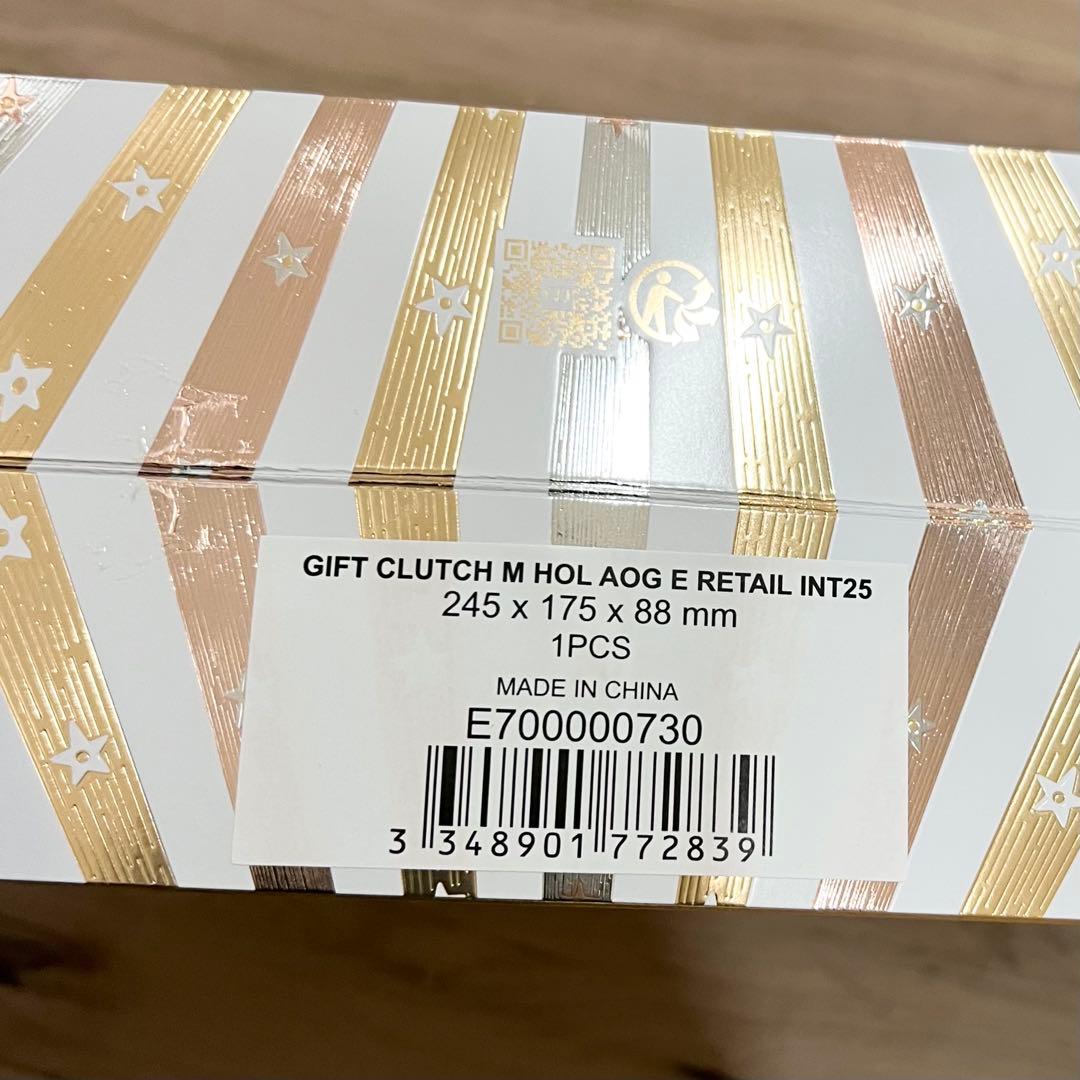 GIFT CLUTCH M HOL AOG E RETAIL INT25
245 x 175 x 88 mm
1PCS
MADE IN CHINA
E700000730
3 348901 772839